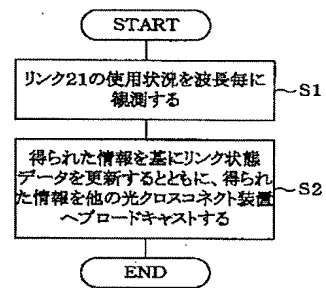 START
リンク21の使用状況を波長毎に
観測する
S1
得られた情報を基にリンク状態
データを更新するとともに、得られ
た情報を他の光クロスコネクト装置
へブロードキャストする
S2
END